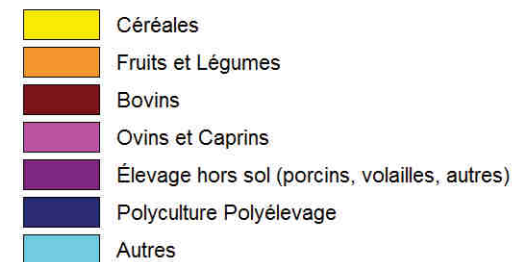 Céréales
Fruits et Légumes
Bovins
Ovins et Caprins
Élevage hors sol (porcins, volailles, autres)
Polyculture Polyélevage
Autres